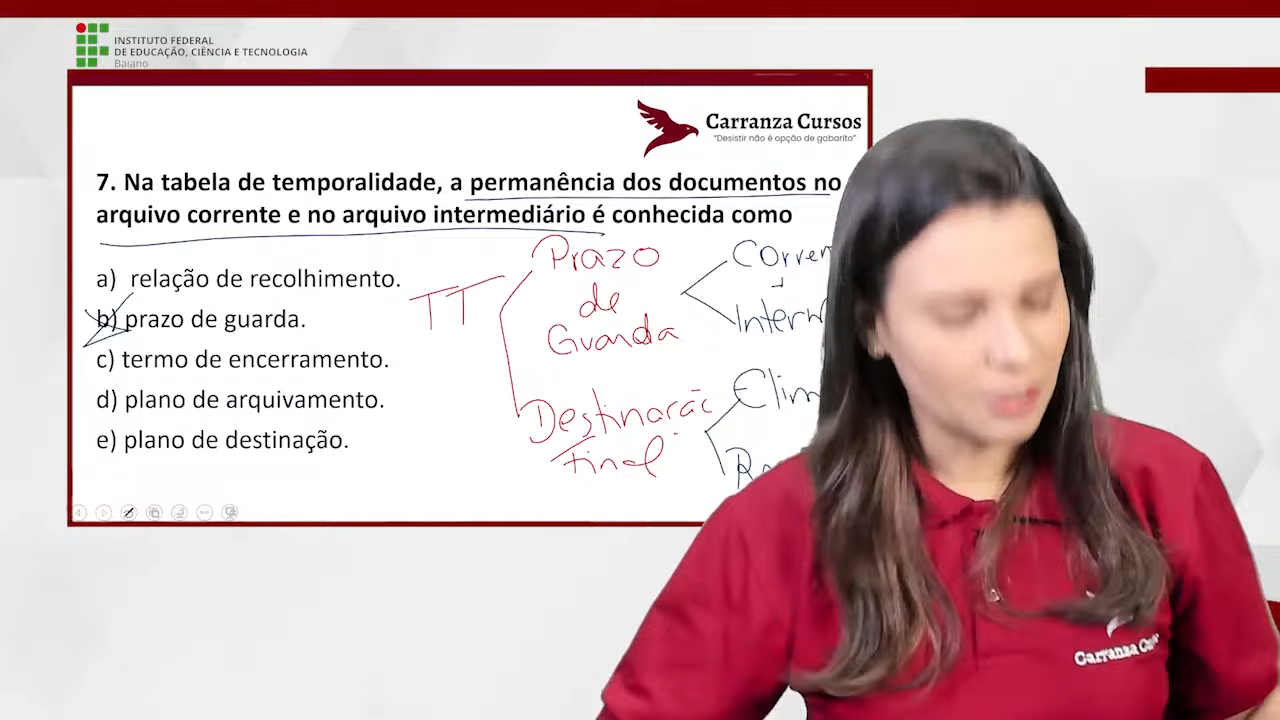 INSTITUTO FEDERAL
DE EDUCAÇÃO, CIÊNCIA E TECNOLOGIA
Baiano
Carranza Cursos
"Desistir não é opção de gabarito"
7. Na tabela de temporalidade, a permanência dos documentos no
arquivo corrente e no arquivo intermediário é conhecida como
a) relação de recolhimento.
b) prazo de guarda.
c) termo de encerramento.
d) plano de arquivamento.
e) plano de destinação.
TT
Prazo
de
Guarda
Destinação
Final
Carranza